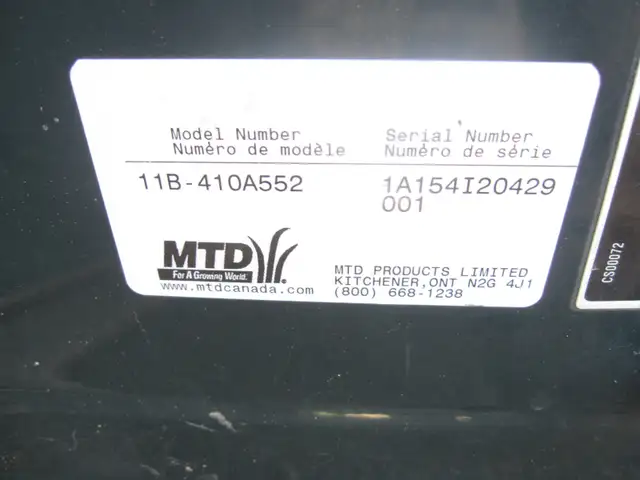 Model Number
Numéro de modèle
Serial Number
Numéro de série
11B-410A552
1A154I20429
001
MTD
For A Growing World.
www.mtdcanada.com
MTD PRODUCTS LIMITED
KITCHENER,ONT N2G 4J1
(800) 668-1238
CS00072